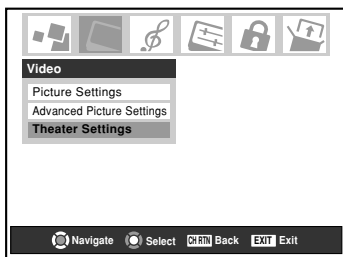 Video
Picture Settings
Advanced Picture Settings
Theater Settings
Navigate Select CH RTN Back EXIT Exit